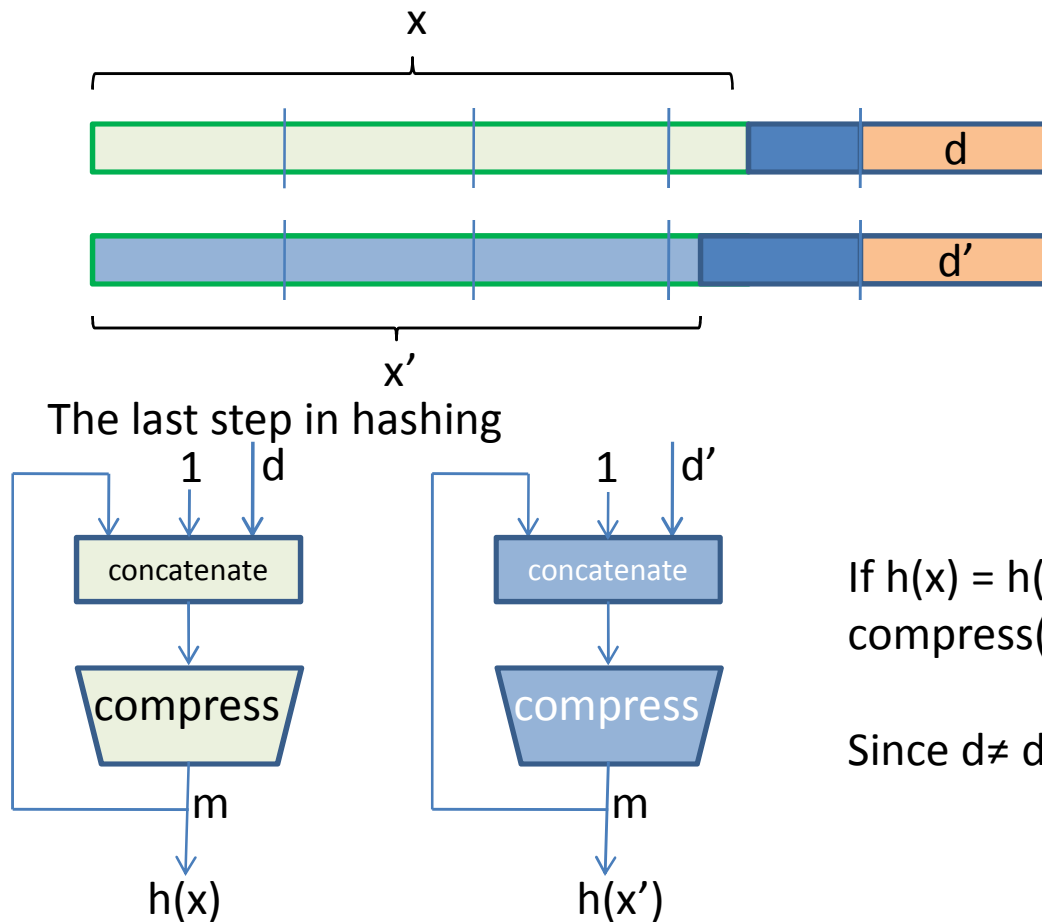 x
d
d’
x’
The last step in hashing
1 d
1 d’
concatenate
concatenate
compress
compress
m
m
h(x)
h(x’)
If h(x) = h(
compress(
Since d≠ d